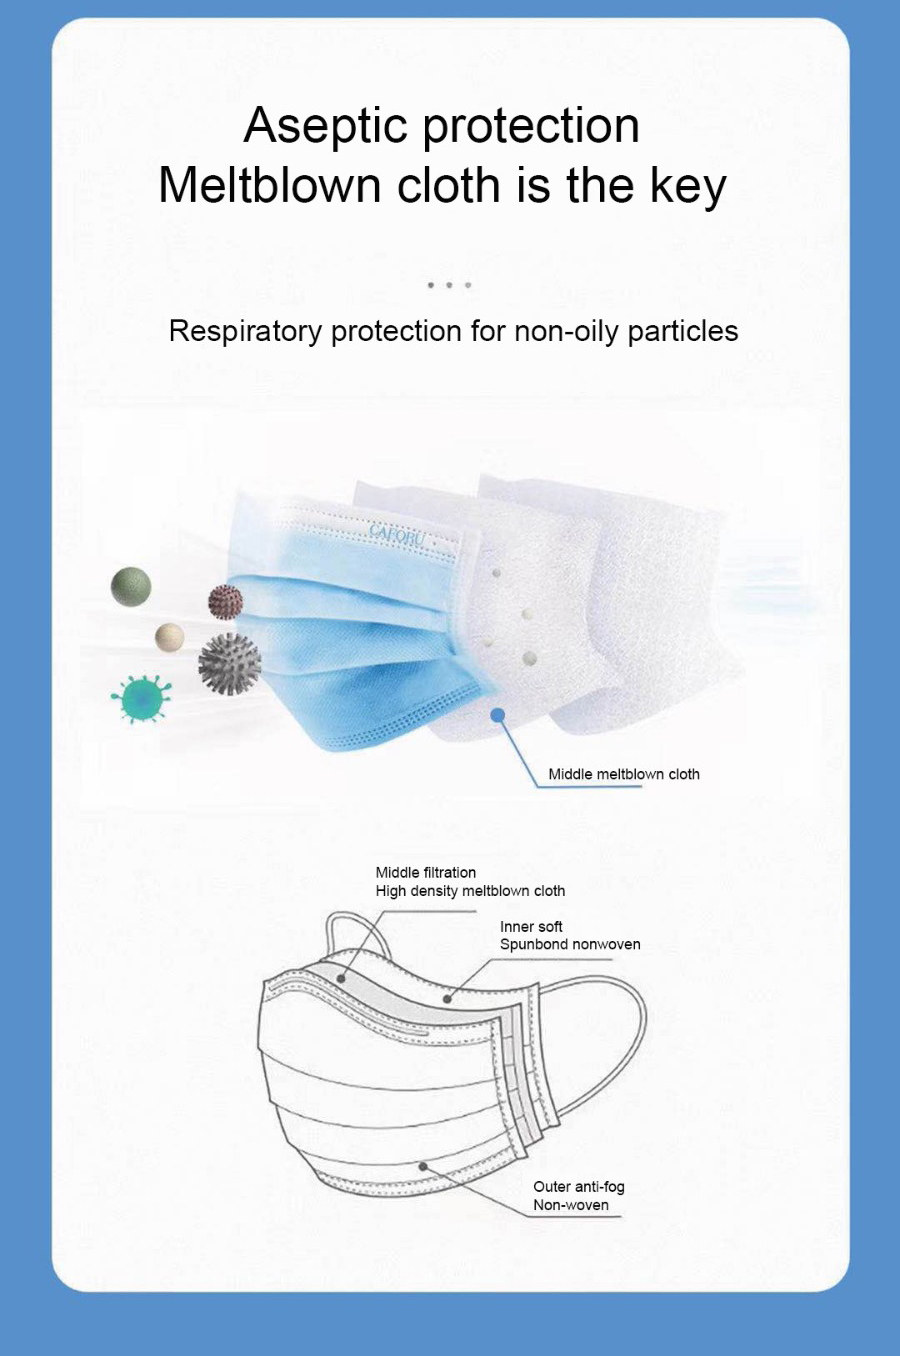 Aseptic protection
Meltblown cloth is the key
Respiratory protection for non-oily particles
CAFORU
Middle meltblown cloth
Middle filtration
High density meltblown cloth
Inner soft
Spunbond nonwoven
Outer anti-fog
Non-woven